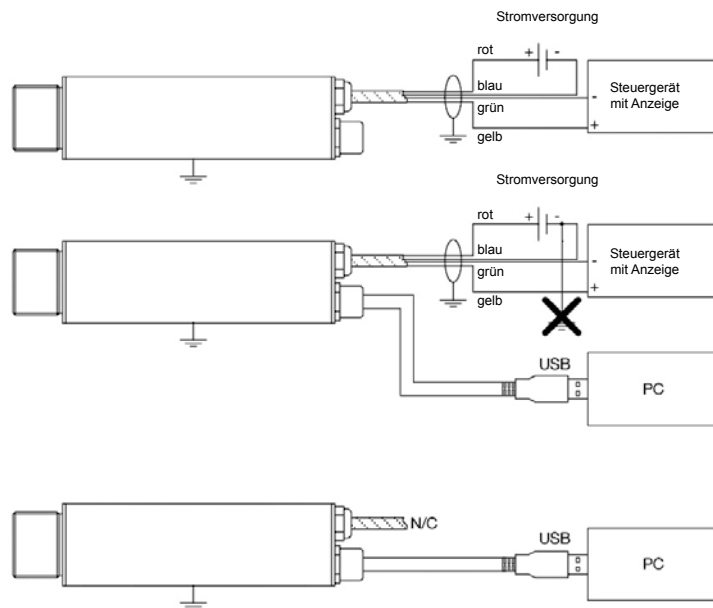 Stromversorgung
rot
+ -
blau
grün
gelb
Steuergerät
mit Anzeige
-
+
Stromversorgung
rot
+ -
blau
grün
gelb
Steuergerät
mit Anzeige
-
+
USB
PC
N/C
USB
PC